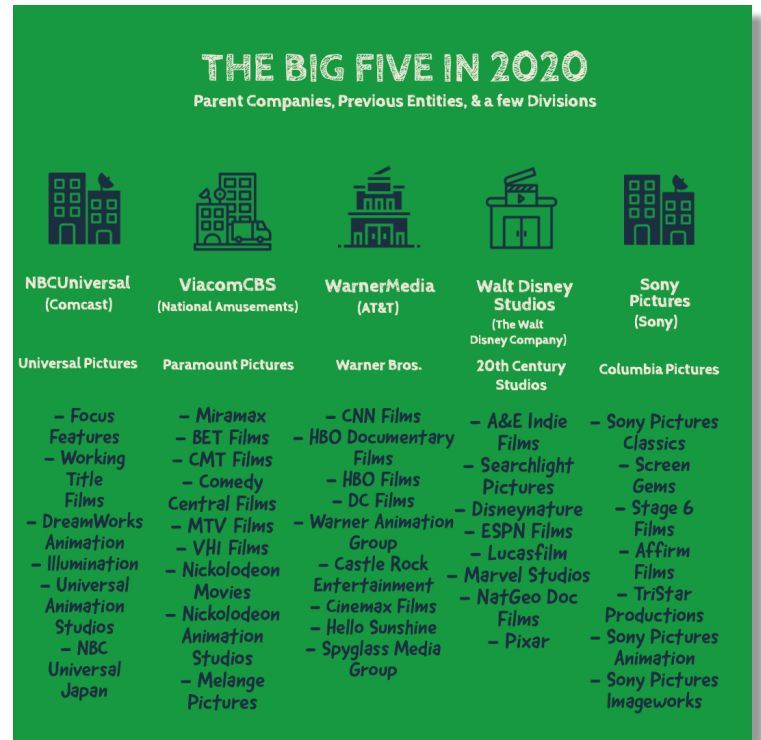 THE BIG FIVE IN 2020
Parent Companies, Previous Entities, & a few Divisions
NBCUniversal
(Comcast)
Universal Pictures
– Focus
Features
– Working
Title
Films
– DreamWorks
Animation
– Illumination
– Universal
Animation
Studios
– NBC
Universal
Japan
ViacomCBS
(National Amusements)
Paramount Pictures
– Miramax
– BET Films
– CMT Films
– Comedy
Central Films
– MTV Films
– VHI Films
– Nickolodeon
Movies
– Nickolodeon
Animation
Studios
– Melange
Pictures
WarnerMedia
(AT&T)
Warner Bros.
– CNN Films
– HBO Documentary
Films
– HBO Films
– DC Films
– Warner Animation
Group
– Castle Rock
Entertainment
– Cinemax Films
– Hello Sunshine
– Spyglass Media
Group
Walt Disney
Studios
(The Walt
Disney Company)
20th Century
Studios
– A&E Indie
Films
– Searchlight
Pictures
– Disneynature
– ESPN Films
– Lucasfilm
– Marvel Studios
– NatGeo Doc
Films
– Pixar
Sony
Pictures
(Sony)
Columbia Pictures
– Sony Pictures
Classics
– Screen
Gems
– Stage 6
Films
– Affirm
Films
– TriStar
Productions
– Sony Pictures
Animation
– Sony Pictures
Imageworks